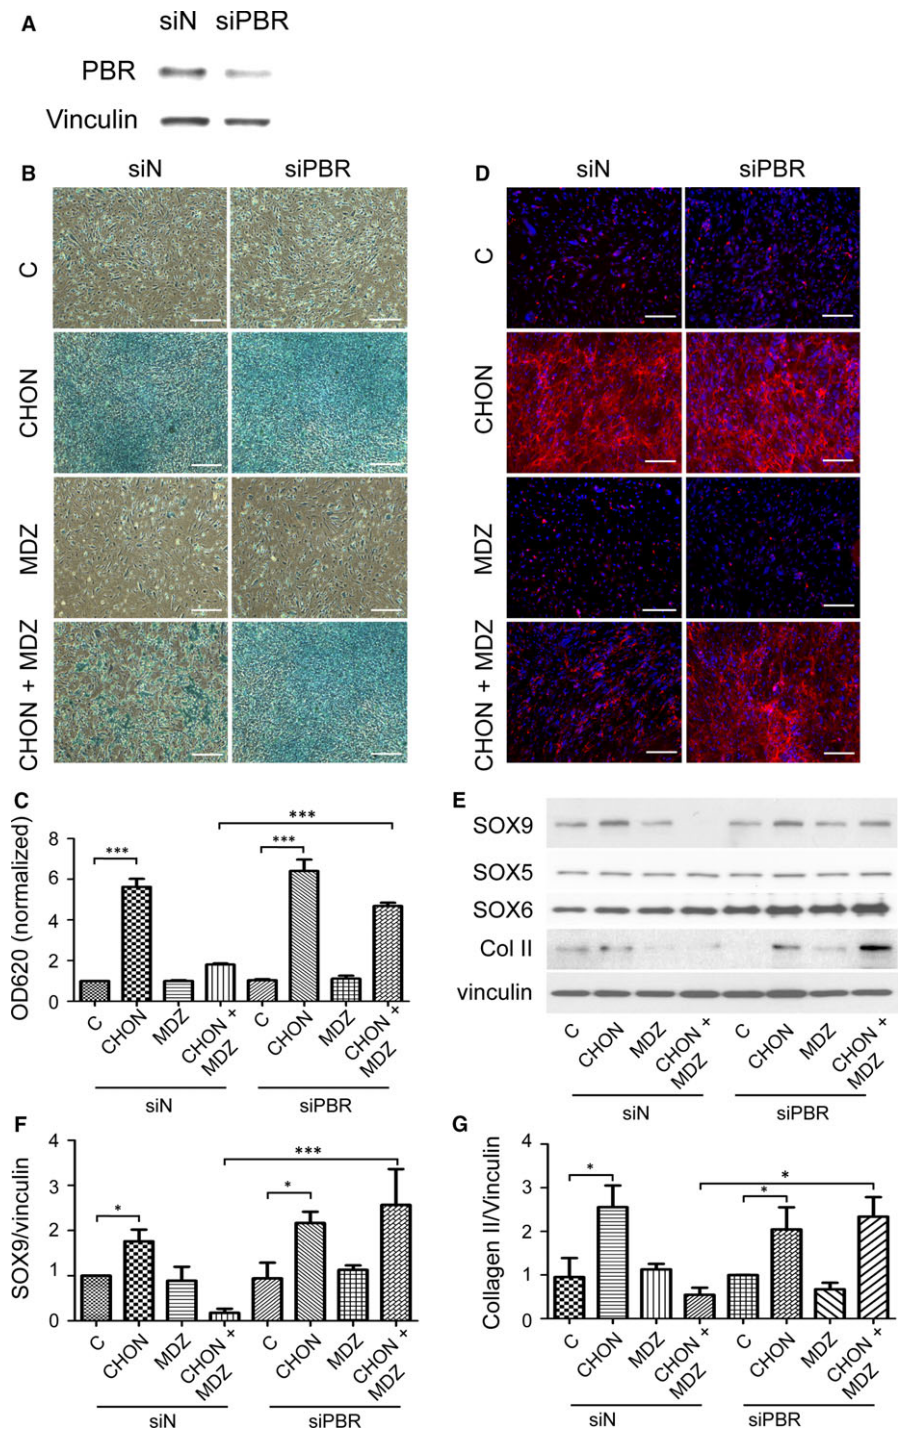 A
siN siPBR
PBR
Vinculin
B
siN siPBR
C
CHON
MDZ
CHON + MDZ
D
siN siPBR
C
CHON
MDZ
CHON + MDZ
C
OD620 (normalized)
8
6
4
2
0
***
***
***
C
CHON
MDZ
CHON +
MDZ
C
CHON
MDZ
CHON +
MDZ
siN siPBR
E
SOX9
SOX5
SOX6
Col II
vinculin
C
CHON
MDZ
CHON +
MDZ
C
CHON
MDZ
CHON +
MDZ
siN siPBR
F
SOX9/vinculin
4
3
2
1
0
*
*
***
C
CHON
MDZ
CHON +
MDZ
C
CHON
MDZ
CHON +
MDZ
siN siPBR
G
Collagen II/Vinculin
4
3
2
1
0
*
*
*
C
CHON
MDZ
CHON +
MDZ
C
CHON
MDZ
CHON +
MDZ
siN siPBR